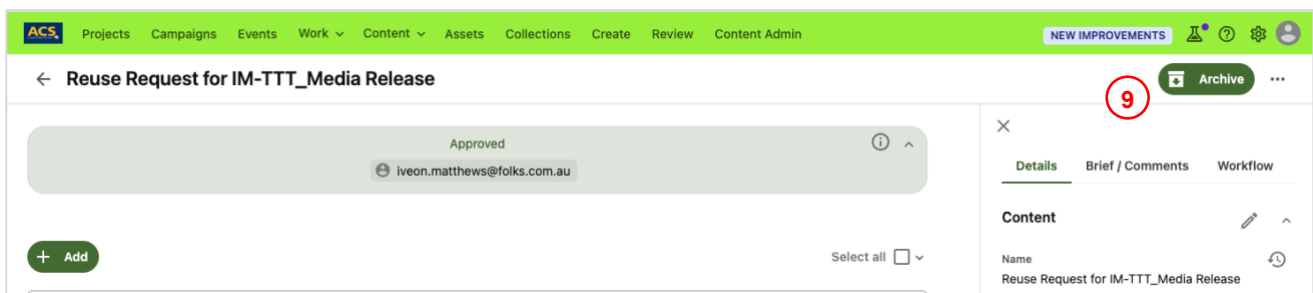 ACS Projects Campaigns Events Work Content Assets Collections Create Review Content Admin NEW IMPROVEMENTS
Reuse Request for IM-TTT_Media Release Archive
9
Approved
iveon.matthews@folks.com.au
Details Brief / Comments Workflow
Content
+ Add Select all
Name
Reuse Request for IM-TTT_Media Release